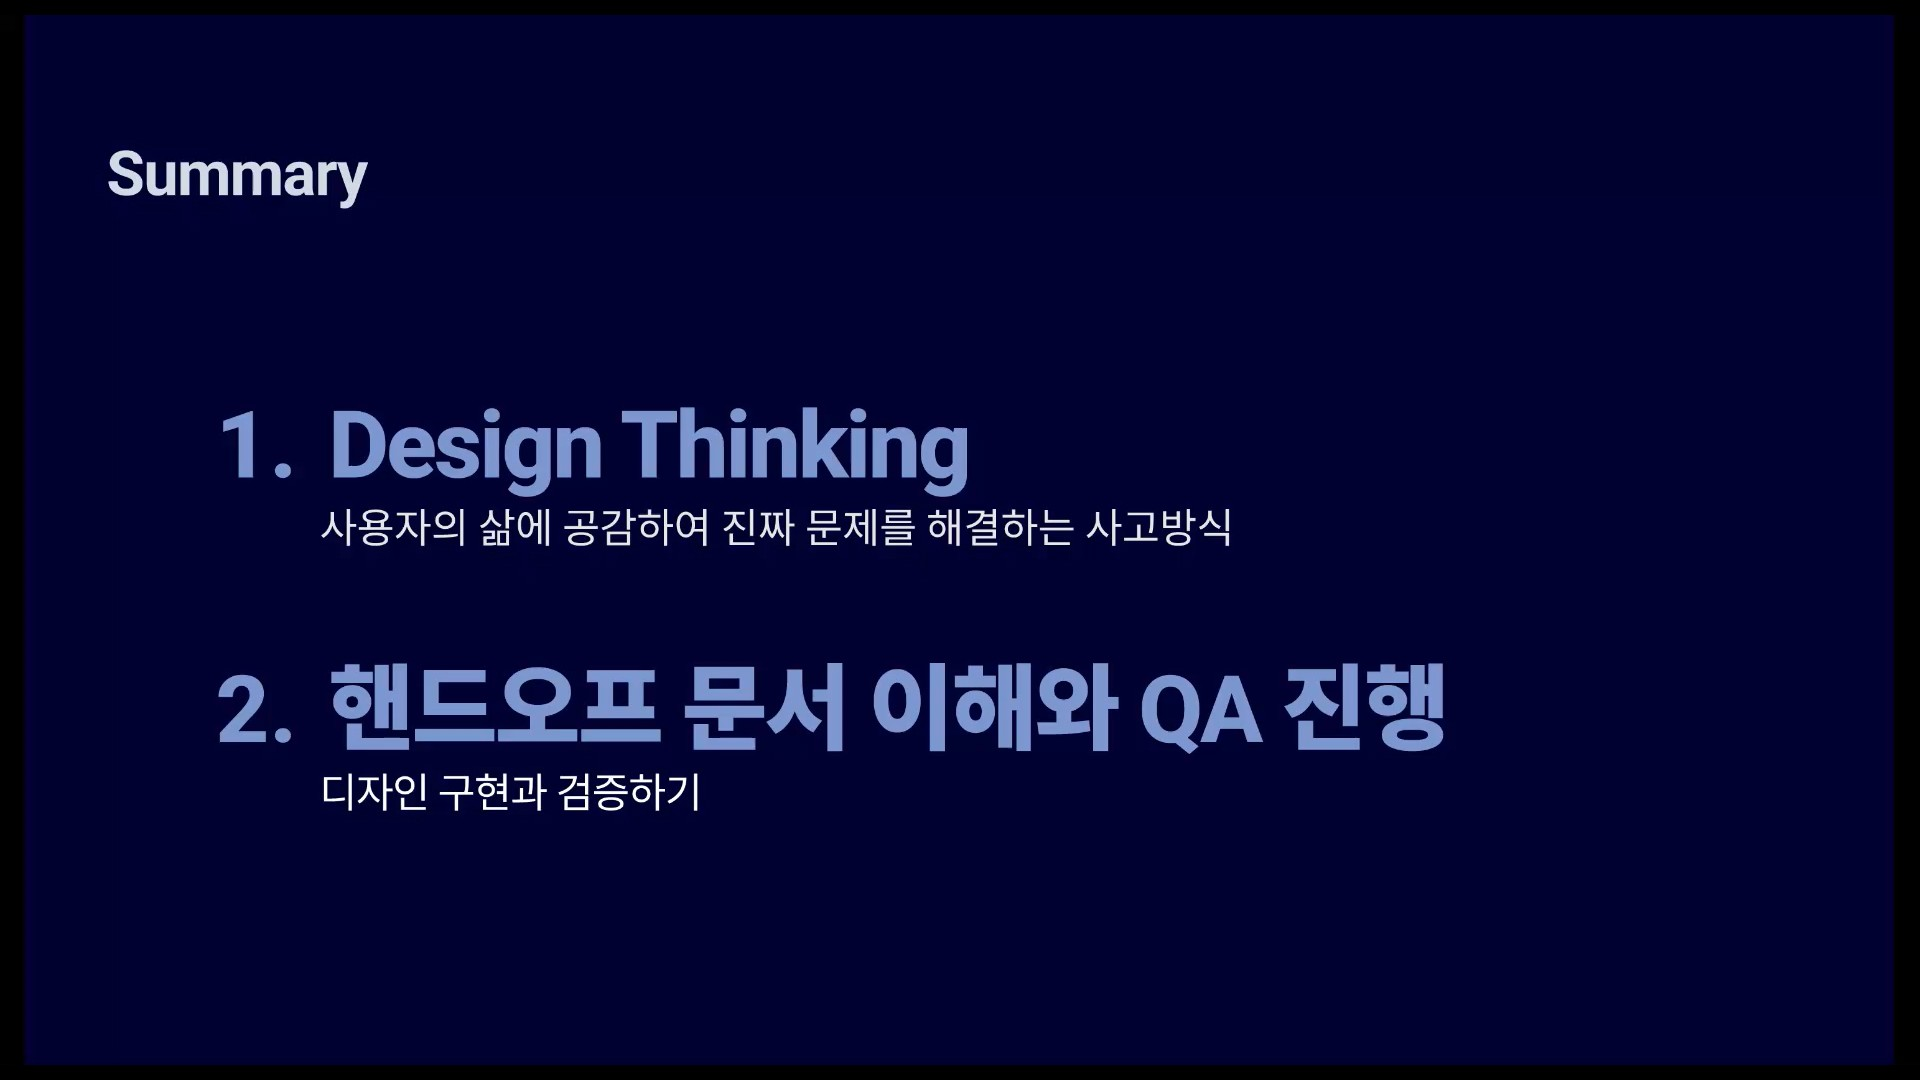 Summary
1. Design Thinking
사용자의 삶에 공감하여 진짜 문제를 해결하는 사고방식
2. 핸드오프 문서 이해와 QA 진행
디자인 구현과 검증하기